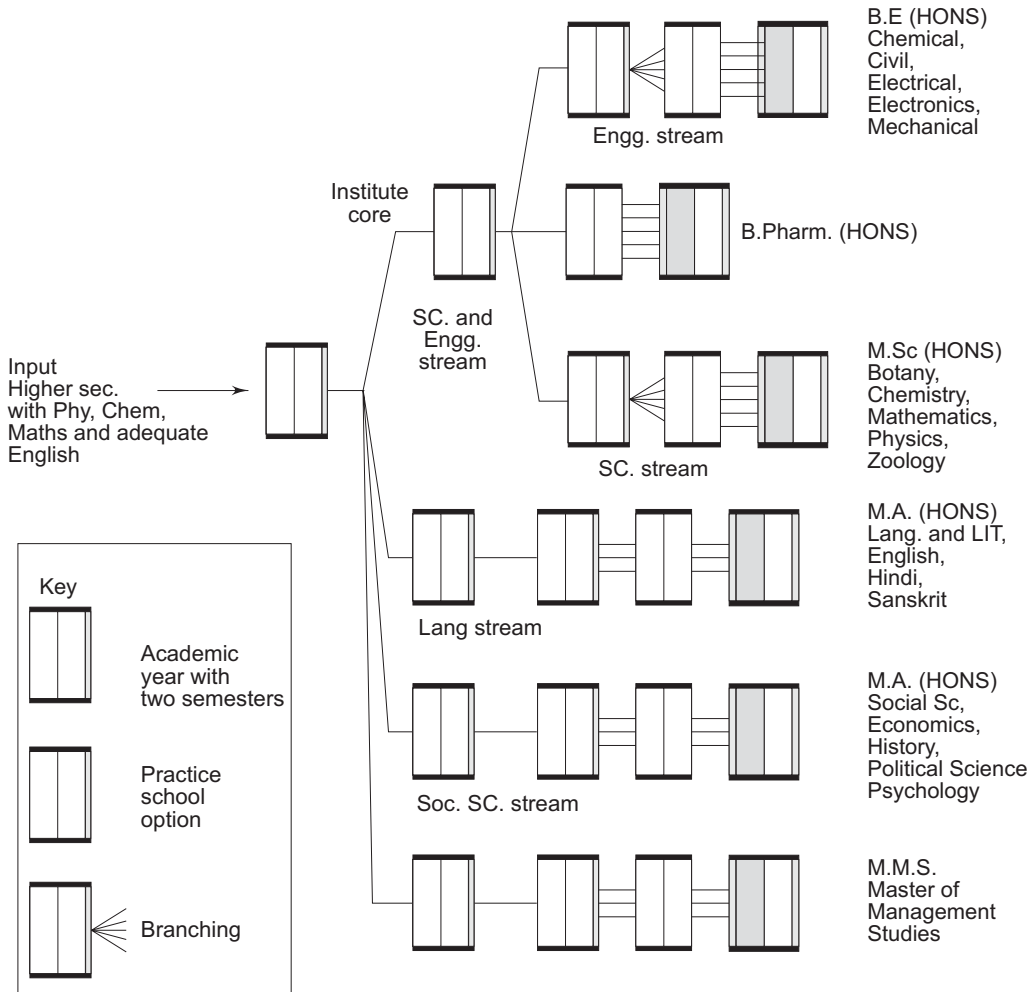 B.E (HONS)
Chemical,
Civil,
Electrical,
Electronics,
Mechanical
Engg. stream
Institute
core
B.Pharm. (HONS)
SC. and
Engg.
stream
Input
Higher sec.
with Phy, Chem,
Maths and adequate
English
M.Sc (HONS)
Botany,
Chemistry,
Mathematics,
Physics,
Zoology
SC. stream
M.A. (HONS)
Lang. and LIT,
English,
Hindi,
Sanskrit
Lang stream
M.A. (HONS)
Social Sc,
Economics,
History,
Political Science
Psychology
Soc. SC. stream
M.M.S.
Master of
Management
Studies
Key
Academic
year with
two semesters
Practice
school
option
Branching